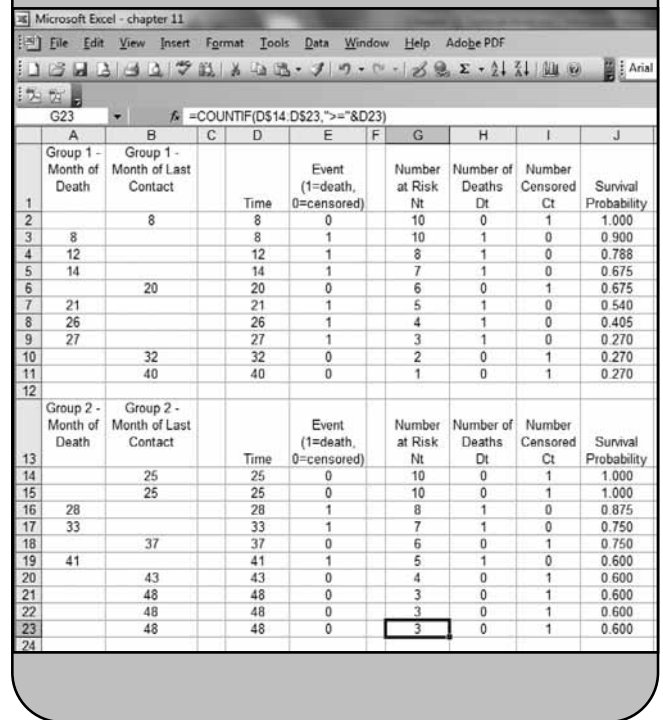 Microsoft Excel - chapter 11
File Edit View Insert Format Tools Data Window Help Adobe PDF
Σ Arial
G23 fx =COUNTIF(D$14:D$23,">="&D23)
A B C D E F G H I J
Group 1 - Group 1 -
Month of Month of Last Event Number Number of Number
Death Contact (1=death, at Risk Deaths Censored Survival
1 Time 0=censored) Nt Dt Ct Probability
2 8 8 0 10 0 1 1.000
3 8 8 1 10 1 0 0.900
4 12 12 1 8 1 0 0.788
5 14 14 1 7 1 0 0.675
6 20 20 0 6 0 1 0.675
7 21 21 1 5 1 0 0.540
8 26 26 1 4 1 0 0.405
9 27 27 1 3 1 0 0.270
10 32 32 0 2 0 1 0.270
11 40 40 0 1 0 1 0.270
12
Group 2 - Group 2 -
Month of Month of Last Event Number Number of Number
Death Contact (1=death, at Risk Deaths Censored Survival
13 Time 0=censored) Nt Dt Ct Probability
14 25 25 0 10 0 1 1.000
15 25 25 0 10 0 1 1.000
16 28 28 1 8 1 0 0.875
17 33 33 1 7 1 0 0.750
18 37 37 0 6 0 1 0.750
19 41 41 1 5 1 0 0.600
20 43 43 0 4 0 1 0.600
21 48 48 0 3 0 1 0.600
22 48 48 0 3 0 1 0.600
23 48 48 0 3 0 1 0.600
24